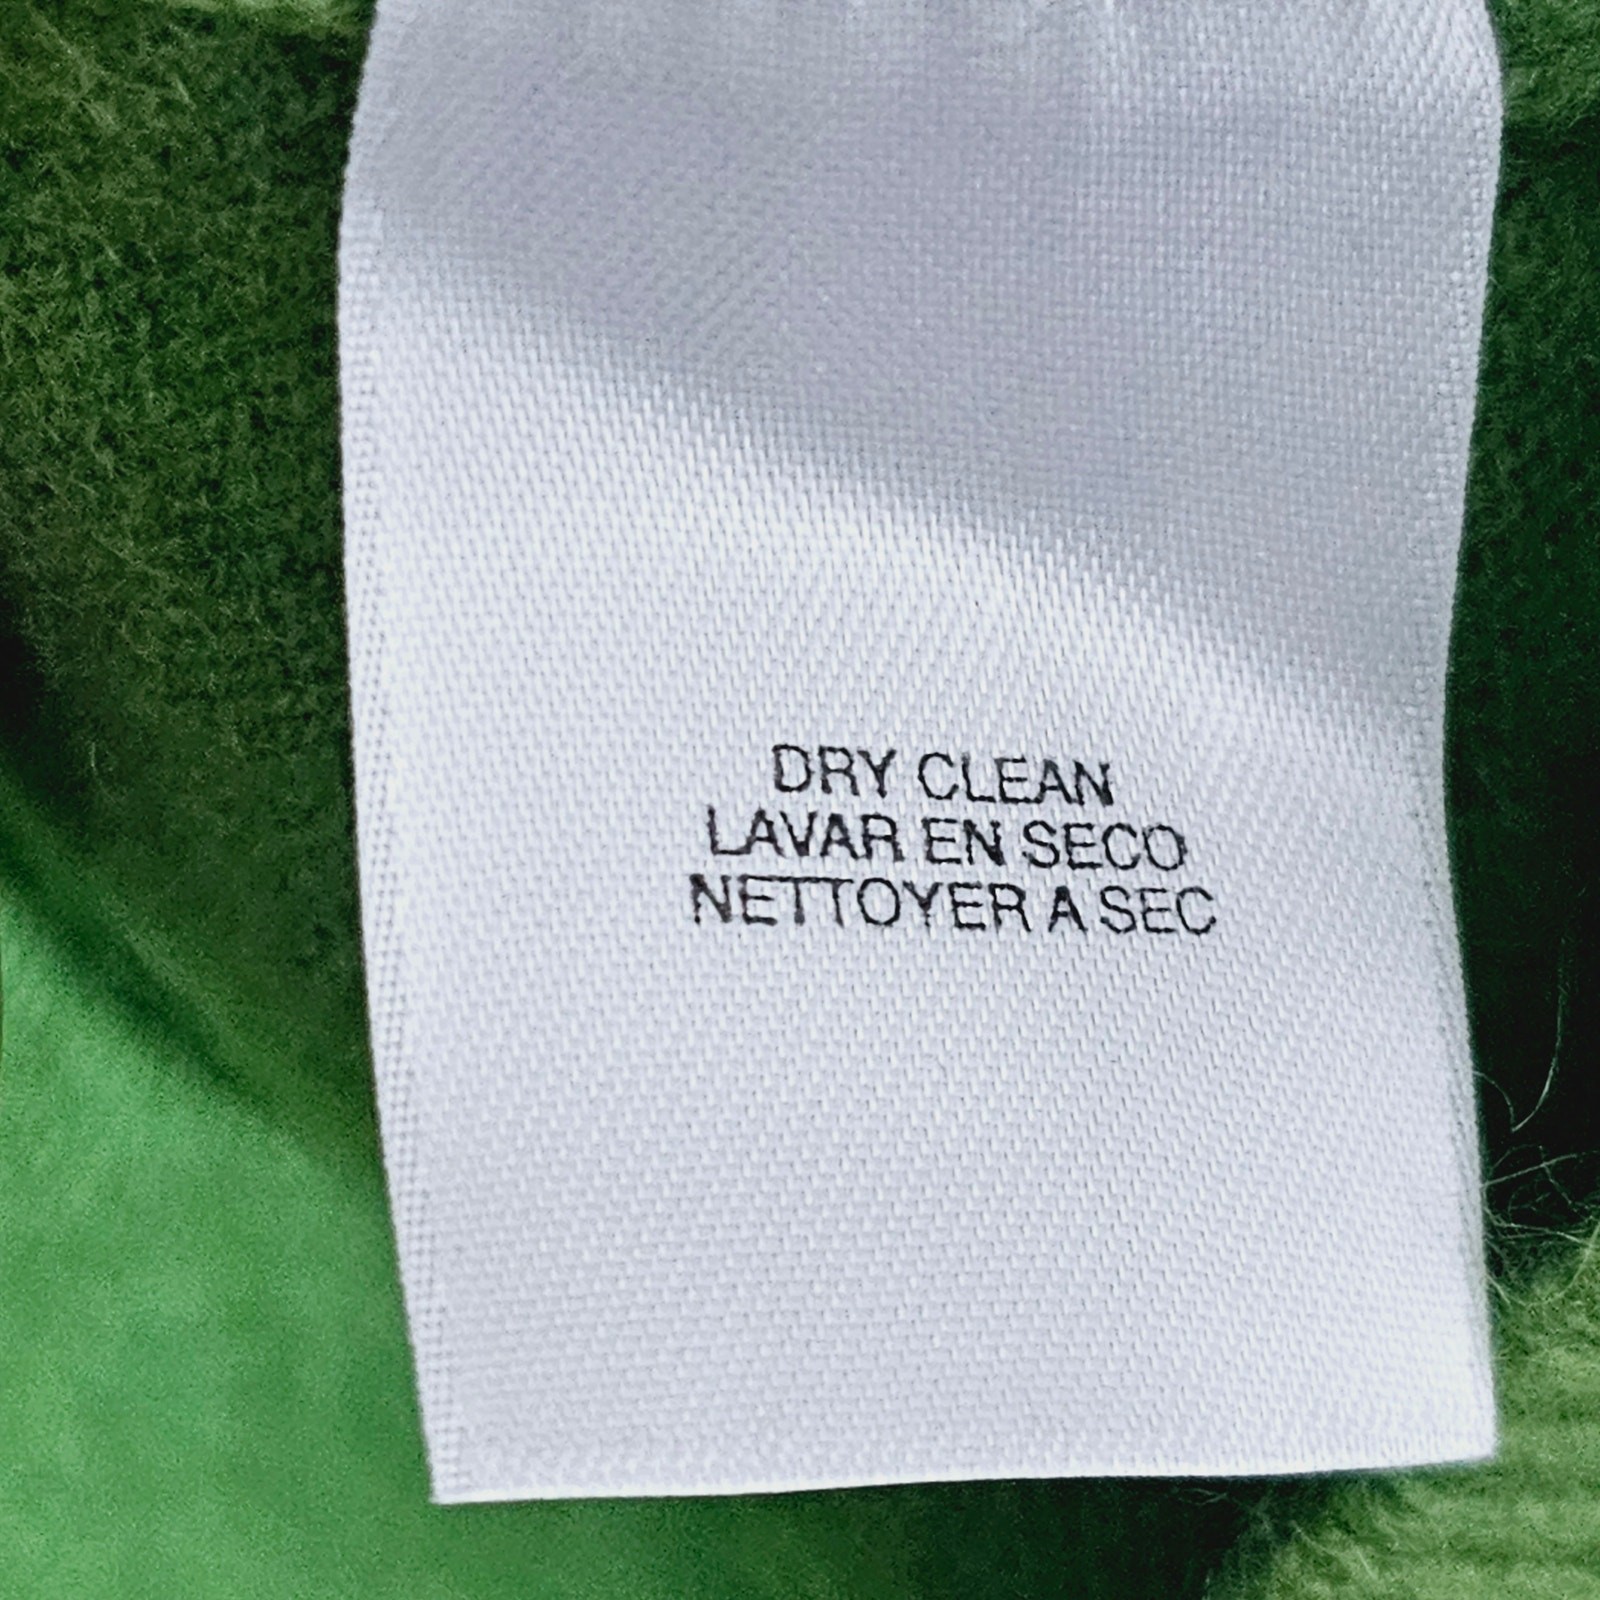 DRY CLEAN
LAVAR EN SECO
NETTOYER A SEC